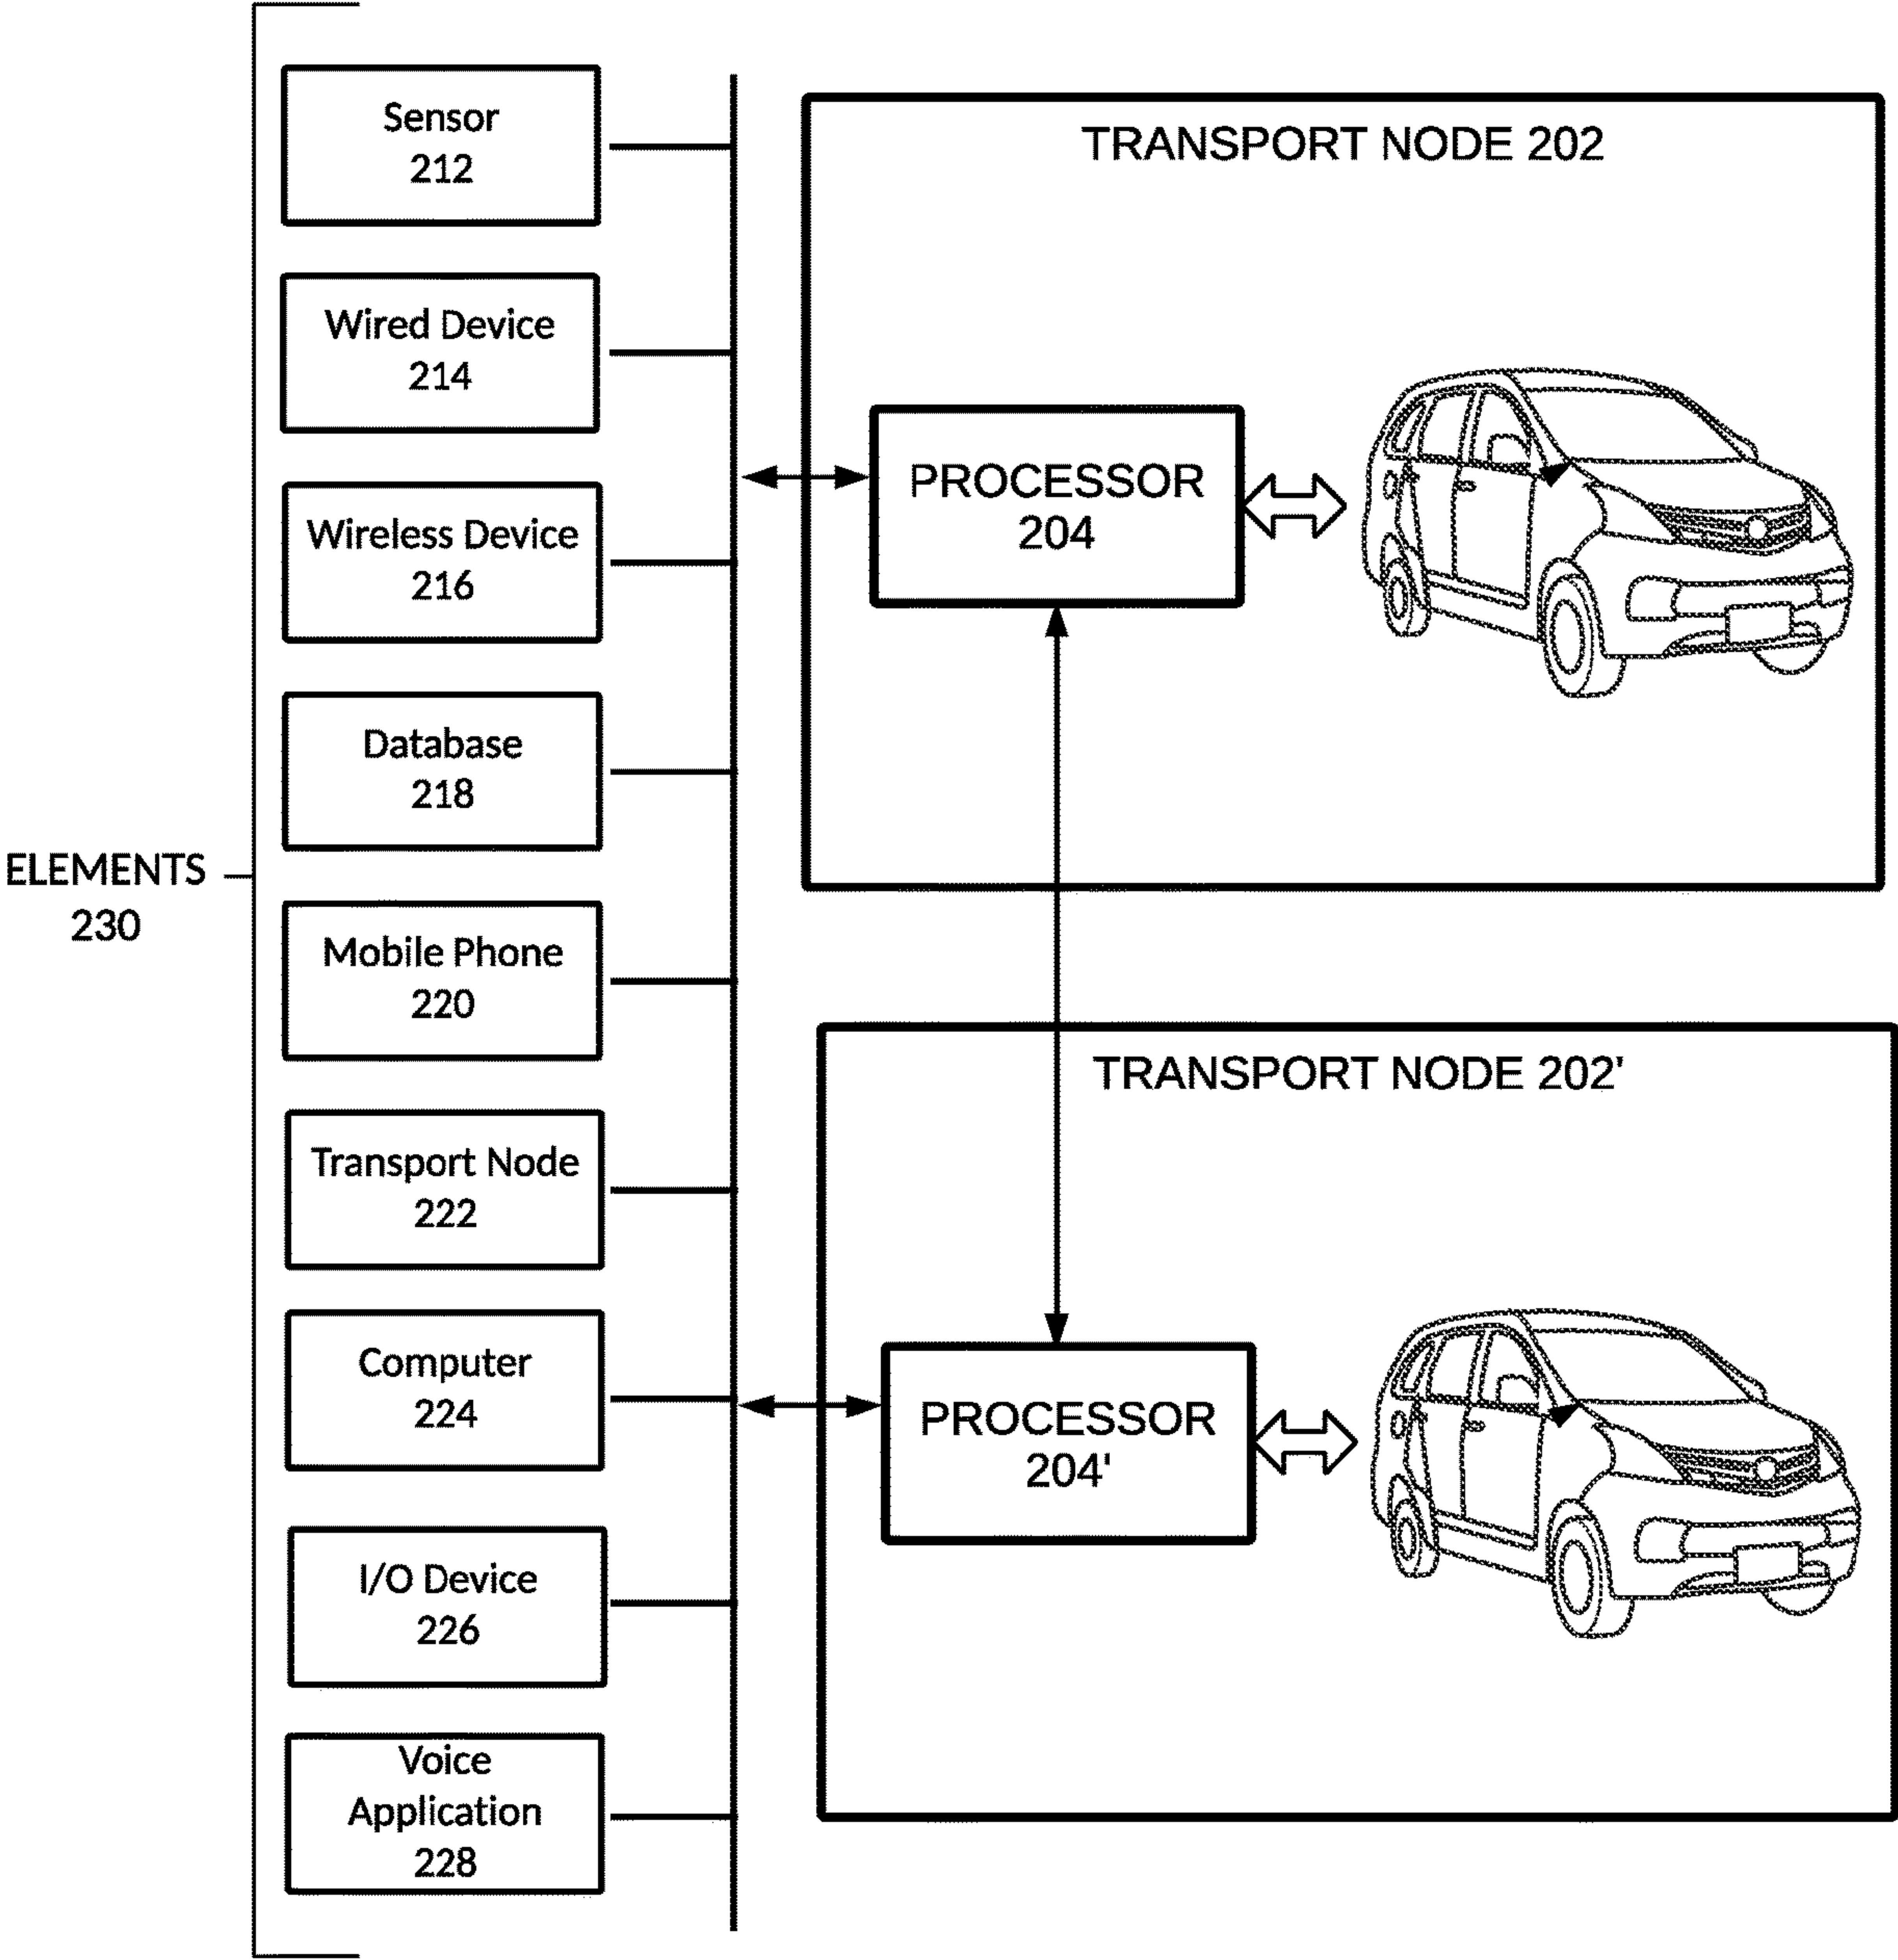 ELEMENTS
230
Sensor
212
Wired Device
214
Wireless Device
216
Database
218
Mobile Phone
220
Transport Node
222
Computer
224
I/O Device
226
Voice
Application
228
TRANSPORT NODE 202
PROCESSOR
204
TRANSPORT NODE 202'
PROCESSOR
204'